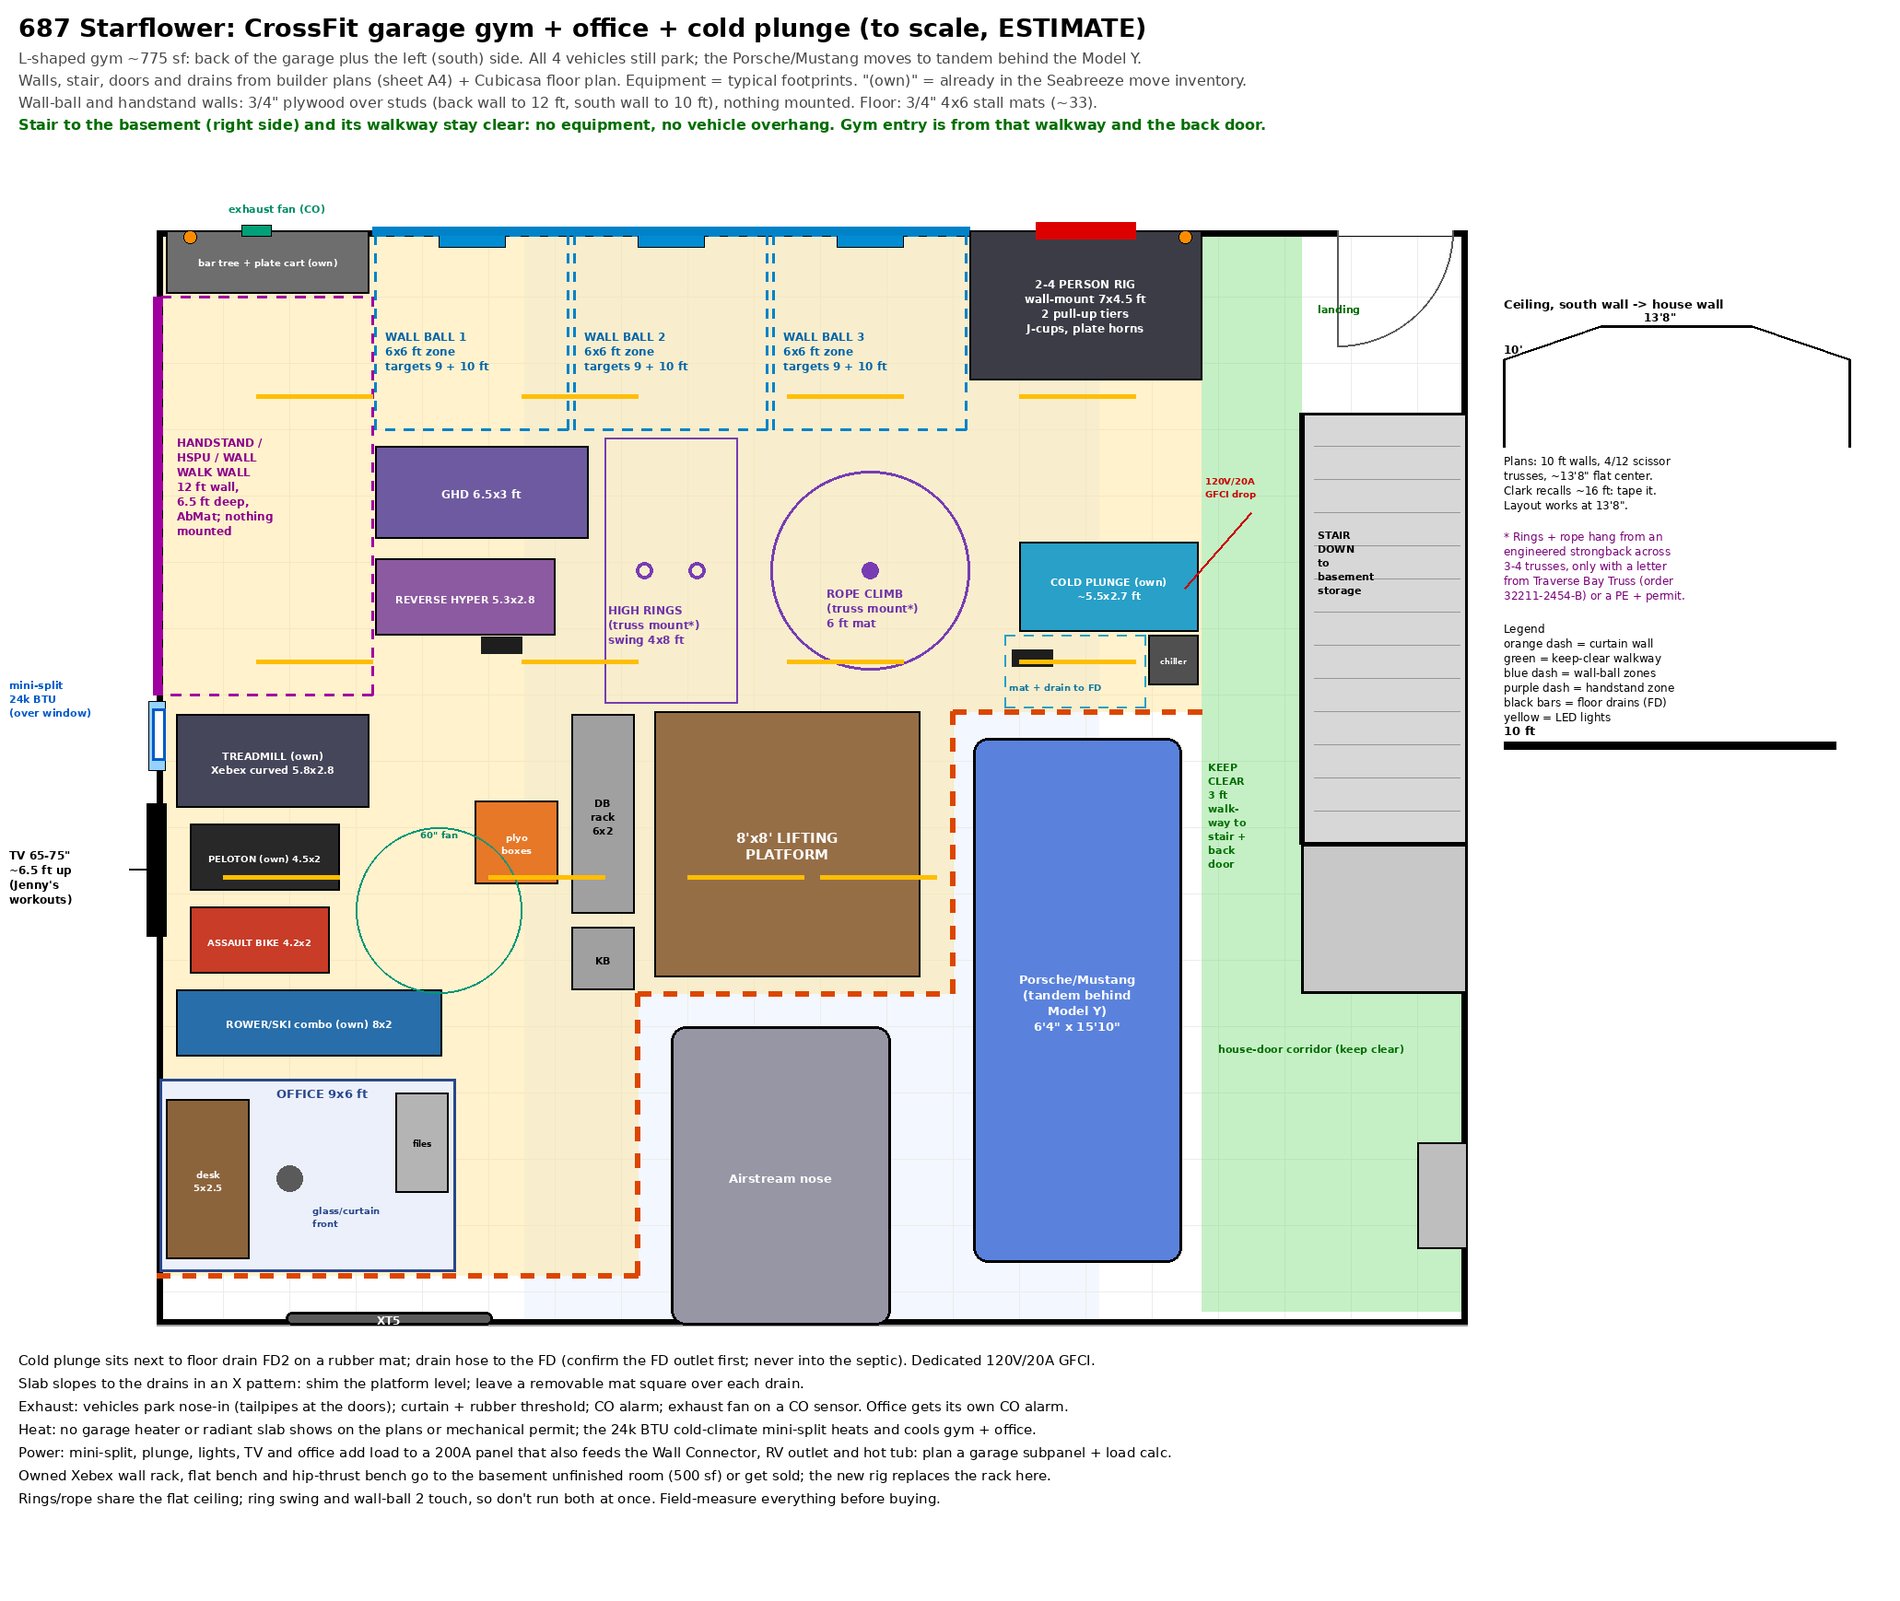 687 Starflower: CrossFit garage gym + office + cold plunge (to scale, ESTIMATE)
L-shaped gym ~775 sf: back of the garage plus the left (south) side. All 4 vehicles still park; the Porsche/Mustang moves to tandem behind the Model Y.
Walls, stair, doors and drains from builder plans (sheet A4) + Cubicasa floor plan. Equipment = typical footprints. "(own)" = already in the Seabreeze move inventory.
Wall-ball and handstand walls: 3/4" plywood over studs (back wall to 12 ft, south wall to 10 ft), nothing mounted. Floor: 3/4" 4x6 stall mats (~33).
Stair to the basement (right side) and its walkway stay clear: no equipment, no vehicle overhang. Gym entry is from that walkway and the back door.
exhaust fan (CO)
bar tree + plate cart (own)
2-4 PERSON RIG
wall-mount 7x4.5 ft
2 pull-up tiers
J-cups, plate horns
landing
WALL BALL 1
6x6 ft zone
targets 9 + 10 ft
WALL BALL 2
6x6 ft zone
targets 9 + 10 ft
WALL BALL 3
6x6 ft zone
targets 9 + 10 ft
HANDSTAND /
HSPU / WALL
WALK WALL
12 ft wall,
6.5 ft deep,
AbMat; nothing
mounted
GHD 6.5x3 ft
REVERSE HYPER 5.3x2.8
HIGH RINGS
(truss mount*)
swing 4x8 ft
ROPE CLIMB
(truss mount*)
6 ft mat
120V/20A
GFCI drop
COLD PLUNGE (own)
~5.5x2.7 ft
chiller
mat + drain to FD
STAIR
DOWN
to
basement
storage
mini-split
24k BTU
(over window)
TREADMILL (own)
Xebex curved 5.8x2.8
TV 65-75"
~6.5 ft up
(Jenny's
workouts)
PELOTON (own) 4.5x2
60" fan
plyo
boxes
DB
rack
6x2
8'x8' LIFTING
PLATFORM
KEEP
CLEAR
3 ft
walk-
way to
stair +
back
door
ASSAULT BIKE 4.2x2
KB
ROWER/SKI combo (own) 8x2
Porsche/Mustang
(tandem behind
Model Y)
6'4" x 15'10"
house-door corridor (keep clear)
OFFICE 9x6 ft
desk
5x2.5
files
glass/curtain
front
Airstream nose
XT5
Ceiling, south wall -> house wall
13'8"
10'
Plans: 10 ft walls, 4/12 scissor
trusses, ~13'8" flat center.
Clark recalls ~16 ft: tape it.
Layout works at 13'8".
* Rings + rope hang from an
engineered strongback across
3-4 trusses, only with a letter
from Traverse Bay Truss (order
32211-2454-B) or a PE + permit.
Legend
orange dash = curtain wall
green = keep-clear walkway
blue dash = wall-ball zones
purple dash = handstand zone
black bars = floor drains (FD)
yellow = LED lights
10 ft
Cold plunge sits next to floor drain FD2 on a rubber mat; drain hose to the FD (confirm the FD outlet first; never into the septic). Dedicated 120V/20A GFCI.
Slab slopes to the drains in an X pattern: shim the platform level; leave a removable mat square over each drain.
Exhaust: vehicles park nose-in (tailpipes at the doors); curtain + rubber threshold; CO alarm; exhaust fan on a CO sensor. Office gets its own CO alarm.
Heat: no garage heater or radiant slab shows on the plans or mechanical permit; the 24k BTU cold-climate mini-split heats and cools gym + office.
Power: mini-split, plunge, lights, TV and office add load to a 200A panel that also feeds the Wall Connector, RV outlet and hot tub: plan a garage subpanel + load calc.
Owned Xebex wall rack, flat bench and hip-thrust bench go to the basement unfinished room (500 sf) or get sold; the new rig replaces the rack here.
Rings/rope share the flat ceiling; ring swing and wall-ball 2 touch, so don't run both at once. Field-measure everything before buying.